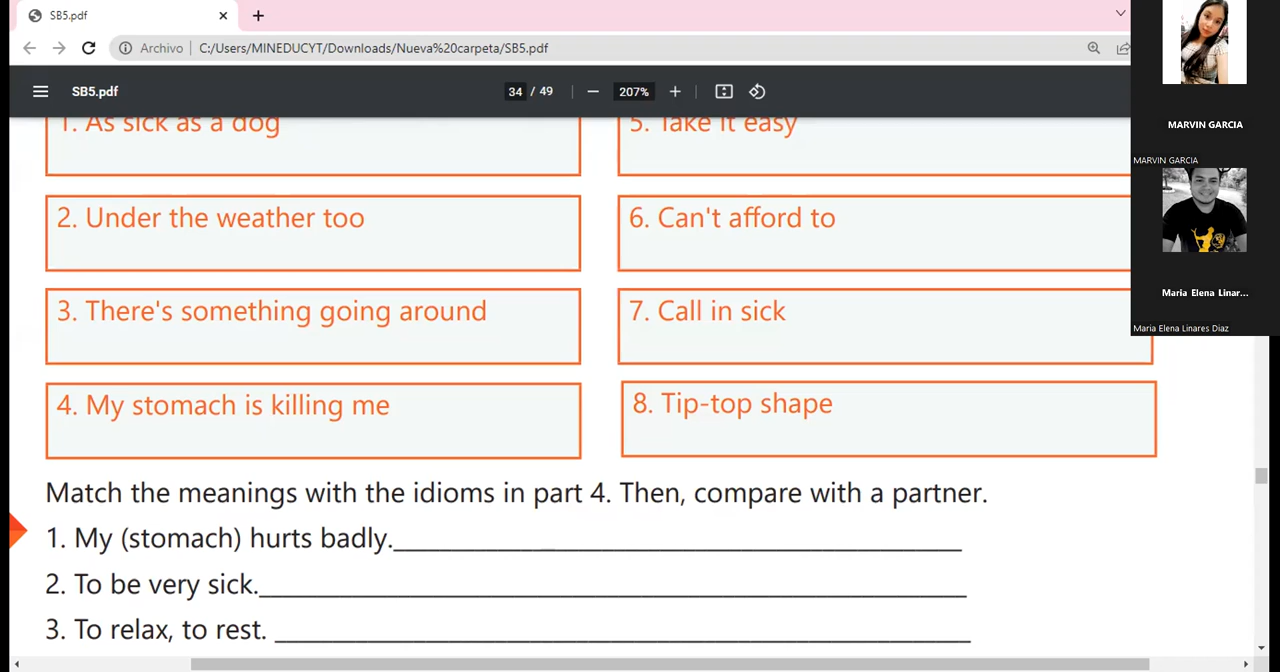 SB5.pdf
Archivo C:/Users/MINEDUCYT/Downloads/Nueva%20carpeta/SB5.pdf
SB5.pdf
34 / 49
207%
1. As sick as a dog
5. Take it easy
2. Under the weather too
6. Can't afford to
3. There's something going around
7. Call in sick
4. My stomach is killing me
8. Tip-top shape
Match the meanings with the idioms in part 4. Then, compare with a partner.
1. My (stomach) hurts badly.
2. To be very sick.
3. To relax, to rest.
MARVIN GARCIA
MARVIN GARCIA
Maria Elena Linar...
Maria Elena Linares Diaz